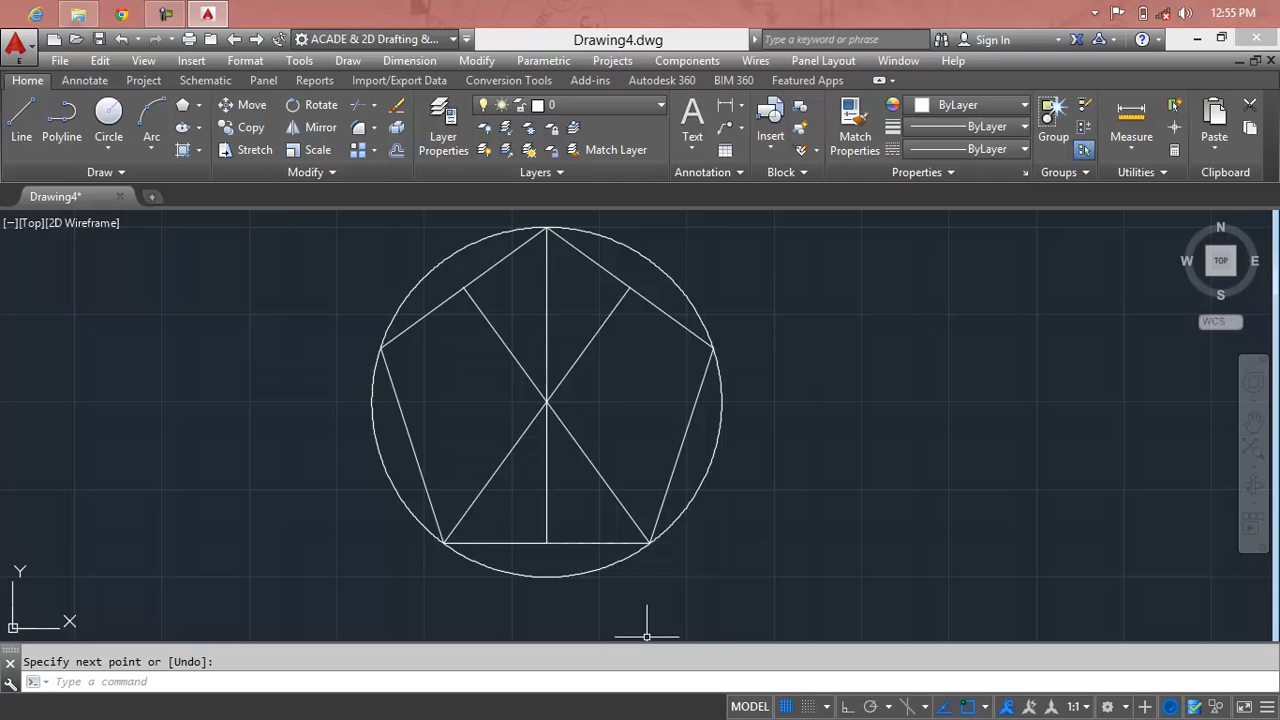 12:55 PM
ACADE & 2D Drafting &...
Drawing4.dwg
Type a keyword or phrase
Sign In
E
File Edit View Insert Format Tools Draw Dimension Modify Parametric Projects Components Wires Panel Layout Window Help
Home Annotate Project Schematic Panel Reports Import/Export Data Conversion Tools Add-ins Autodesk 360 BIM 360 Featured Apps
Line
Polyline
Circle
Arc
Move Rotate
Copy Mirror
Stretch Scale
Layer Properties
0
Match Layer
Text
Insert
Match Properties
ByLayer
ByLayer
ByLayer
Group
Measure
Paste
Draw Modify Layers Annotation Block Properties Groups Utilities Clipboard
Drawing4*
[−][Top][2D Wireframe]
N
W TOP E
S
WCS
Y
X
Specify next point or [Undo]:
Type a command
MODEL
1:1